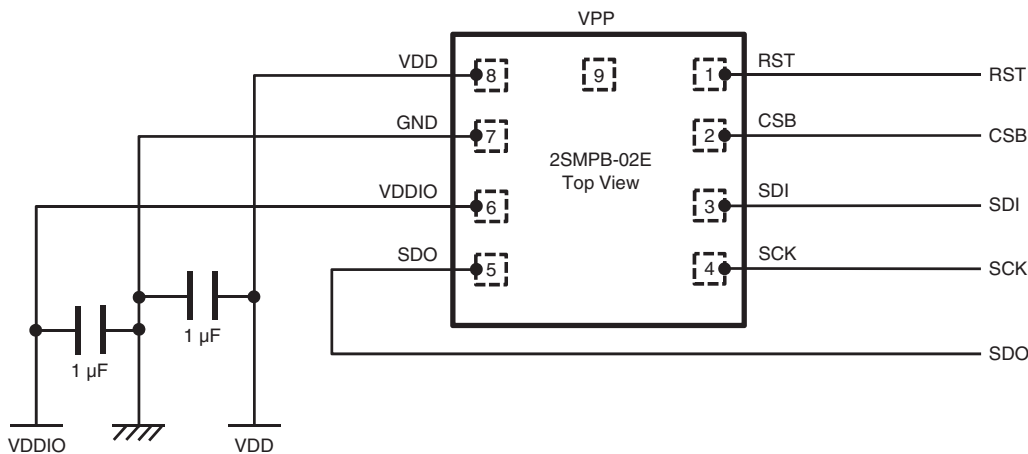 VPP
VDD 8 9 1 RST RST
GND 7 2 CSB CSB
2SMPB-02E
Top View
VDDIO 6 3 SDI SDI
SDO 5 4 SCK SCK
1 µF
1 µF
SDO
VDDIO VDD